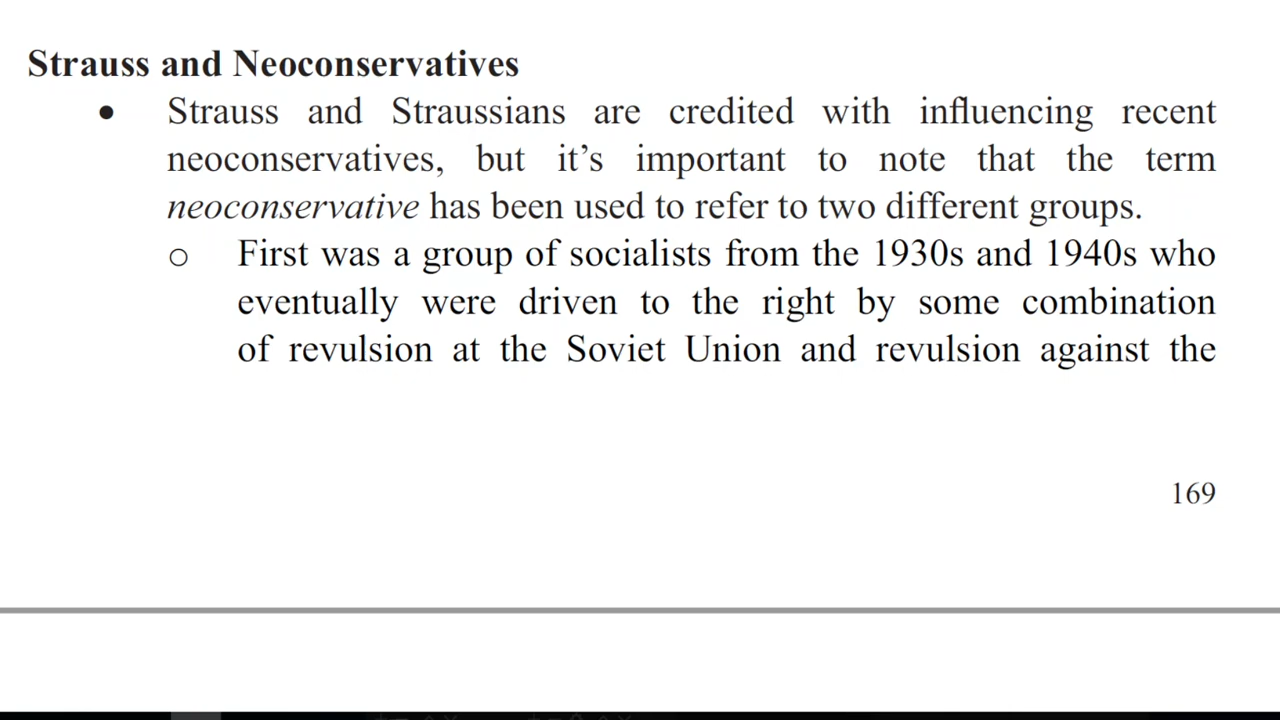 Strauss and Neoconservatives
• Strauss and Straussians are credited with influencing recent
neoconservatives, but it's important to note that the term
neoconservative has been used to refer to two different groups.
o First was a group of socialists from the 1930s and 1940s who
eventually were driven to the right by some combination
of revulsion at the Soviet Union and revulsion against the
169